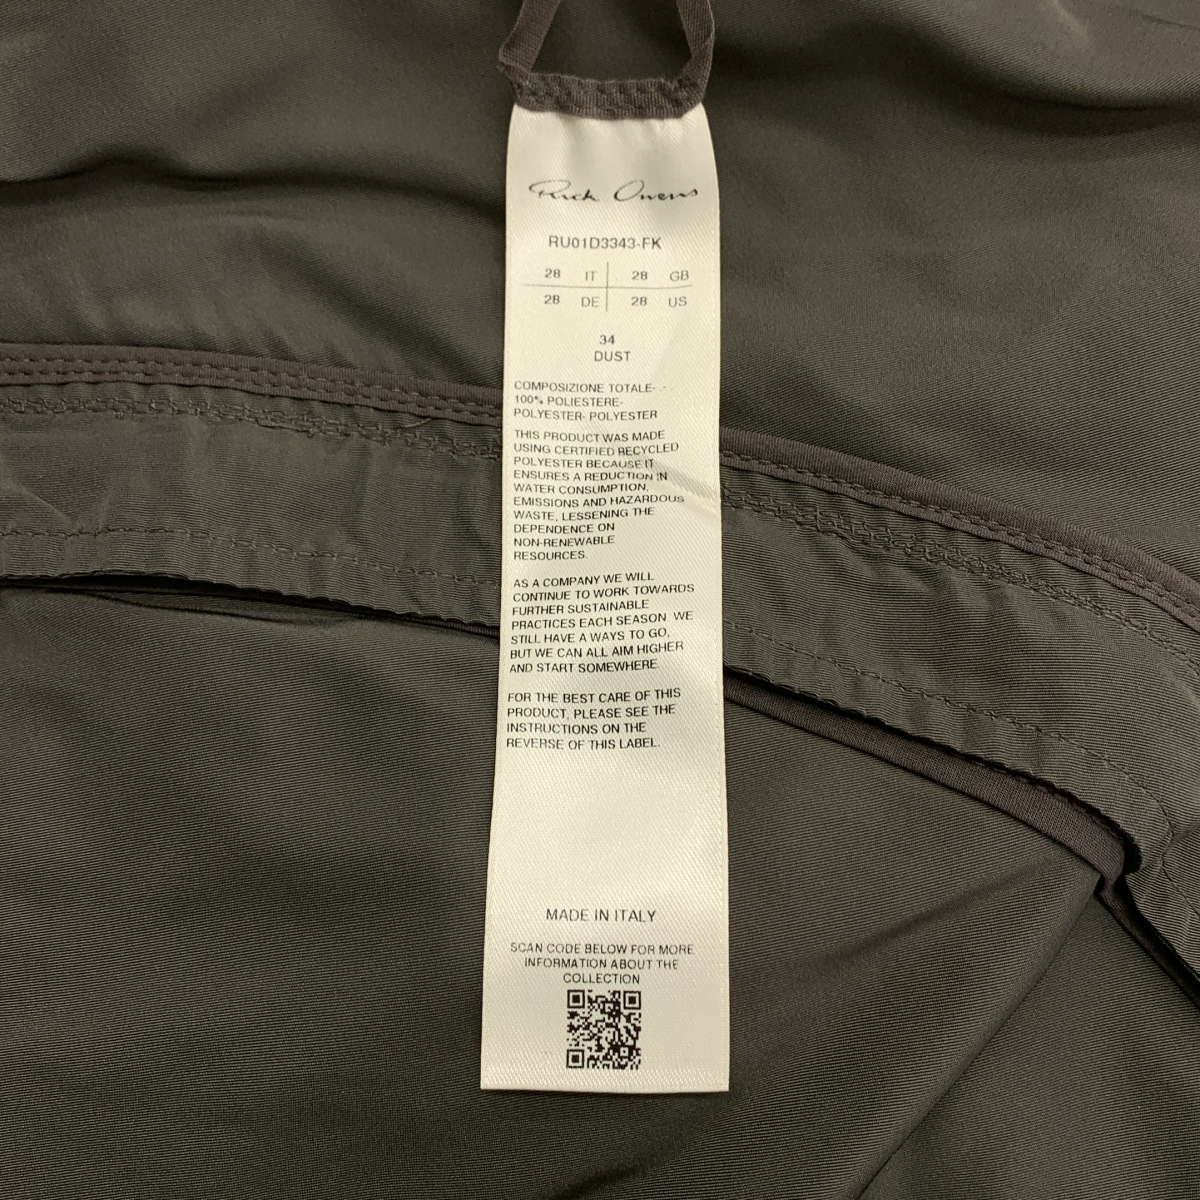 Rick Owens
RU01D3343-FK
28 IT 28 GB
28 DE 28 US
34
DUST
COMPOSIZIONE TOTALE-
100% POLIESTERE-
POLYESTER- POLYESTER
THIS PRODUCT WAS MADE
USING CERTIFIED RECYCLED
POLYESTER BECAUSE IT
ENSURES A REDUCTION IN
WATER CONSUMPTION,
EMISSIONS AND HAZARDOUS
WASTE, LESSENING THE
DEPENDENCE ON
NON-RENEWABLE
RESOURCES.
AS A COMPANY WE WILL
CONTINUE TO WORK TOWARDS
FURTHER SUSTAINABLE
PRACTICES EACH SEASON. WE
STILL HAVE A WAYS TO GO,
BUT WE CAN ALL AIM HIGHER
AND START SOMEWHERE.
FOR THE BEST CARE OF THIS
PRODUCT, PLEASE SEE THE
INSTRUCTIONS ON THE
REVERSE OF THIS LABEL.
MADE IN ITALY
SCAN CODE BELOW FOR MORE
INFORMATION ABOUT THE
COLLECTION